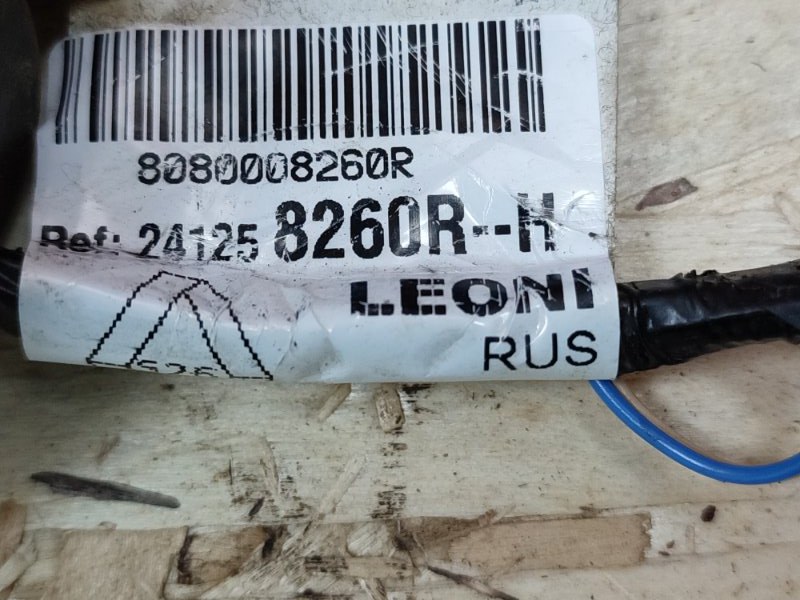 8080008260R
Ref: 24125 8260R--H
LEONI
RUS